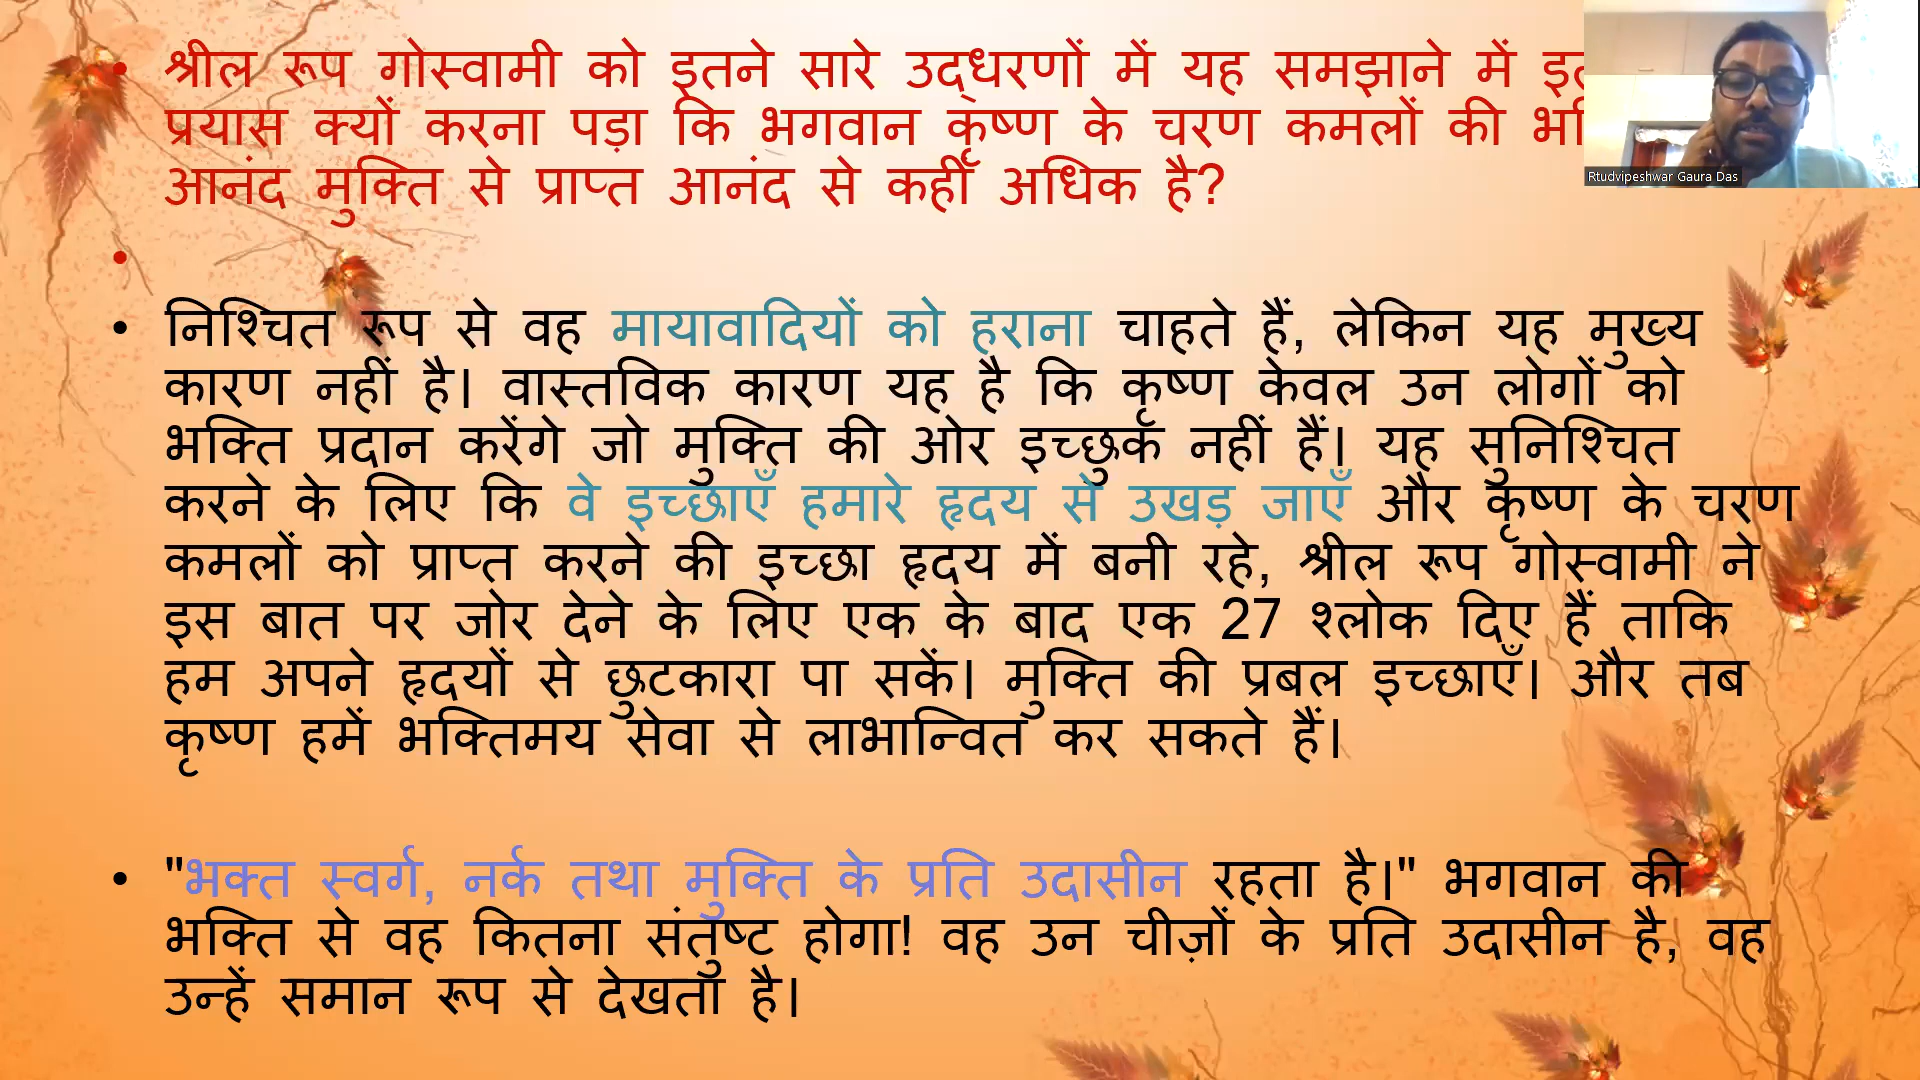 • श्रील रूप गोस्वामी को इतने सारे उद्धरणों में यह समझाने में
प्रयास क्यों करना पड़ा कि भगवान कृष्ण के चरण कमलों की
आनंद मुक्ति से प्राप्त आनंद से कहीं अधिक है?
•
• निश्चित रूप से वह मायावादियों को हराना चाहते हैं, लेकिन यह मुख्य
कारण नहीं है। वास्तविक कारण यह है कि कृष्ण केवल उन लोगों को
भक्ति प्रदान करेंगे जो मुक्ति की ओर इच्छुक नहीं हैं। यह सुनिश्चित
करने के लिए कि वे इच्छाएँ हमारे हृदय से उखड़ जाएँ और कृष्ण के चरण
कमलों को प्राप्त करने की इच्छा हृदय में बनी रहे, श्रील रूप गोस्वामी ने
इस बात पर जोर देने के लिए एक के बाद एक 27 श्लोक दिए हैं ताकि
हम अपने हृदयों से छुटकारा पा सकें। मुक्ति की प्रबल इच्छाएँ। और तब
कृष्ण हमें भक्तिमय सेवा से लाभान्वित कर सकते हैं।
• "भक्त स्वर्ग, नर्क तथा मुक्ति के प्रति उदासीन रहता है।" भगवान की
भक्ति से वह कितना संतुष्ट होगा! वह उन चीज़ों के प्रति उदासीन है, वह
उन्हें समान रूप से देखता है।
Rtudvipeshwar Gaura Das